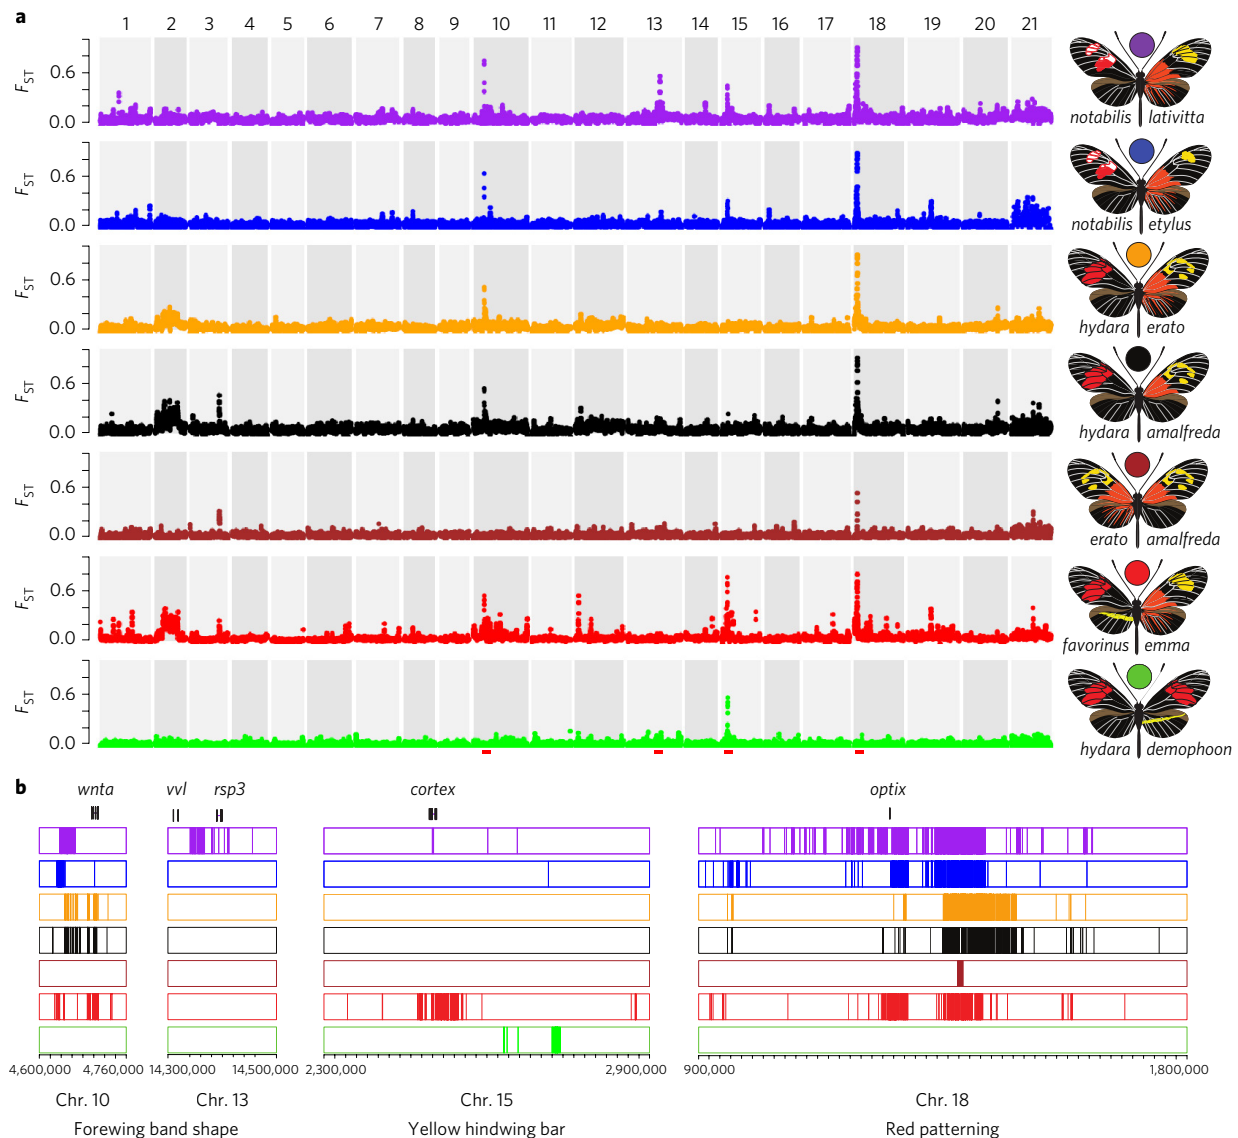 a
1 2 3 4 5 6 7 8 9 10 11 12 13 14 15 16 17 18 19 20 21
FST 0.6 0.0
notabilis lativitta
FST 0.6 0.0
notabilis etylus
FST 0.6 0.0
hydara erato
FST 0.6 0.0
hydara amalfreda
FST 0.6 0.0
erato amalfreda
FST 0.6 0.0
favorinus emma
FST 0.6 0.0
hydara demophoon
b
wnta vvl rsp3 cortex optix
4,600,000 4,760,000 14,300,000 14,500,000 2,300,000 2,900,000 900,000 1,800,000
Chr. 10 Chr. 13 Chr. 15 Chr. 18
Forewing band shape Yellow hindwing bar Red patterning